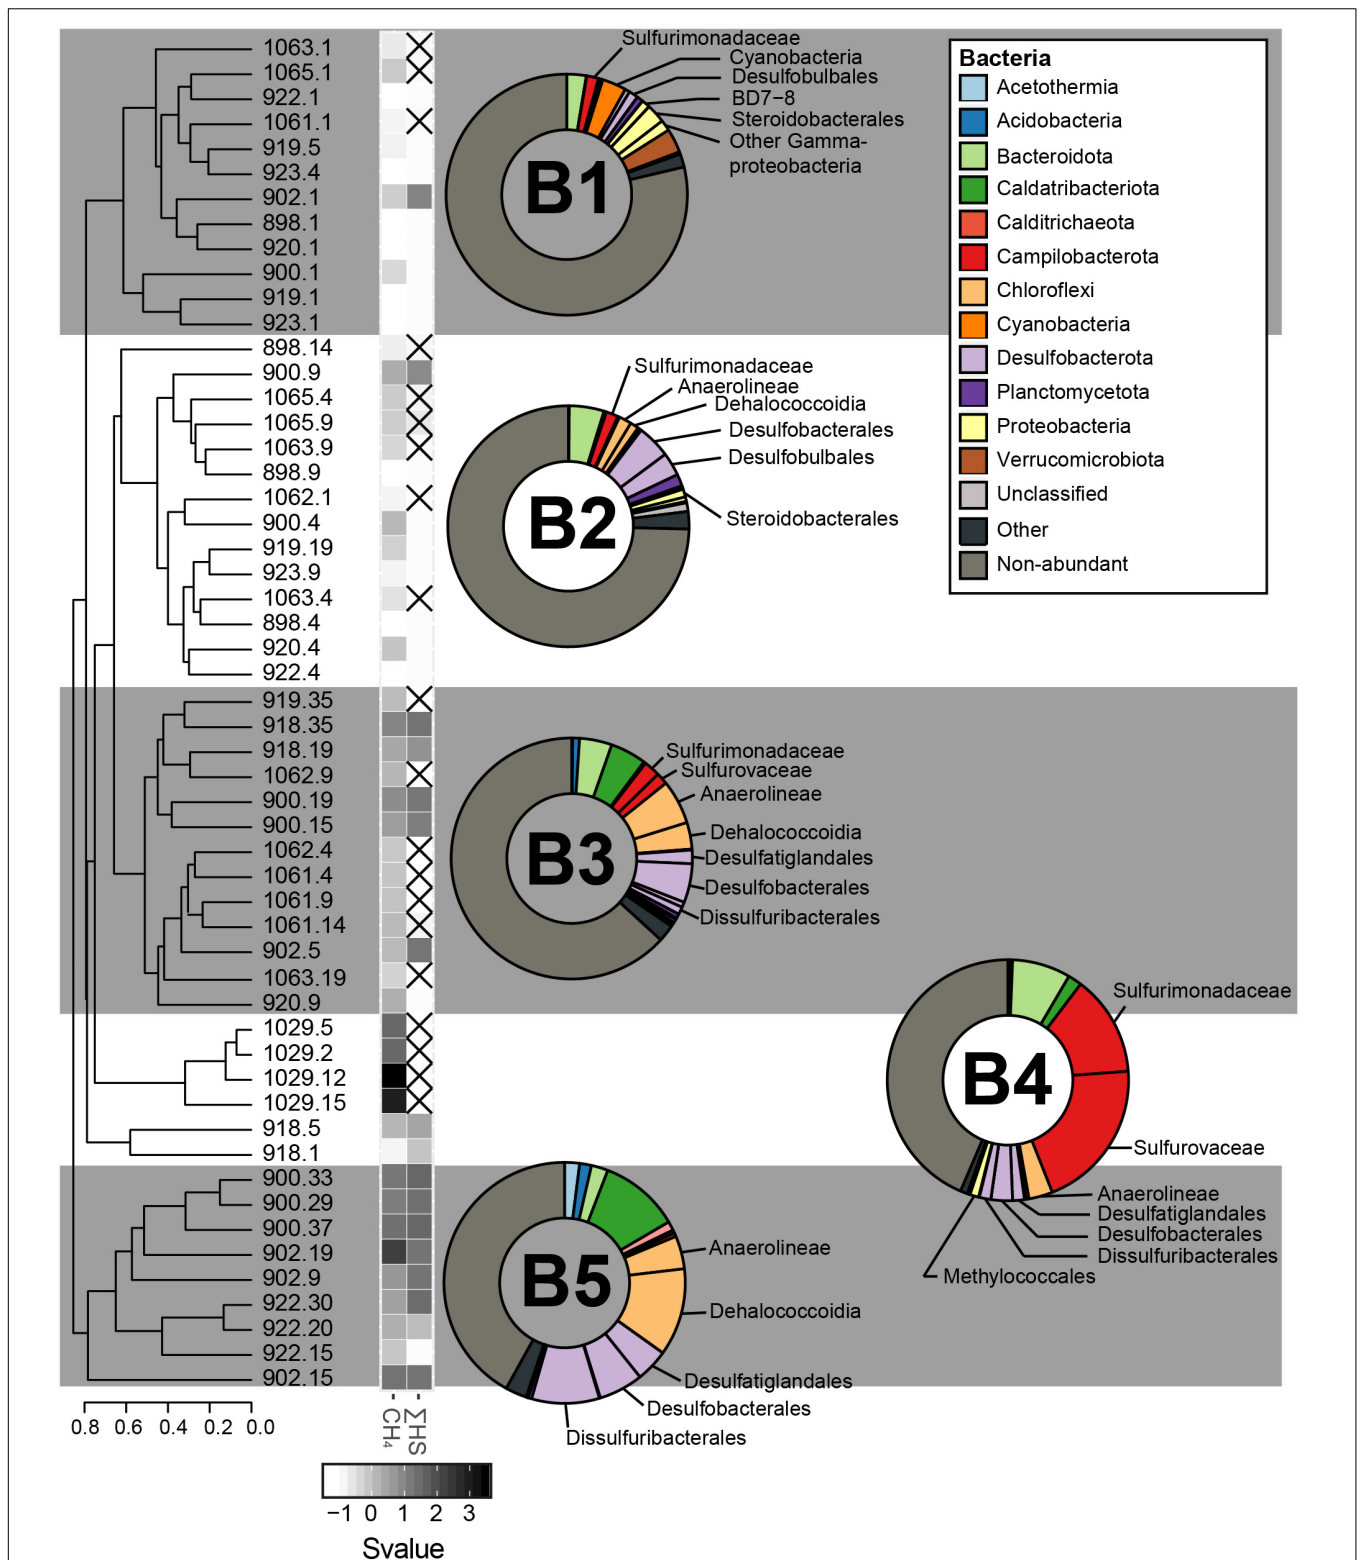 1063.1
1065.1
922.1
1061.1
919.5
923.4
902.1
898.1
920.1
900.1
919.1
923.1
898.14
900.9
1065.4
1065.9
1063.9
898.9
1062.1
900.4
919.19
923.9
1063.4
898.4
920.4
922.4
919.35
918.35
918.19
1062.9
900.19
900.15
1062.4
1061.4
1061.9
1061.14
902.5
1063.19
920.9
1029.5
1029.2
1029.12
1029.15
918.5
918.1
900.33
900.29
900.37
902.19
902.9
922.30
922.20
922.15
902.15
0.8 0.6 0.4 0.2 0.0
CH₄
∑HS
−1 0 1 2 3
Svalue
B1
Sulfurimonadaceae
Cyanobacteria
Desulfobulbales
BD7−8
Steroidobacterales
Other Gamma-
proteobacteria
B2
Sulfurimonadaceae
Anaerolineae
Dehalococcoidia
Desulfobacterales
Desulfobulbales
Steroidobacterales
B3
Sulfurimonadaceae
Sulfurovaceae
Anaerolineae
Dehalococcoidia
Desulfatiglandales
Desulfobacterales
Dissulfuribacterales
B4
Sulfurimonadaceae
Sulfurovaceae
Anaerolineae
Desulfatiglandales
Desulfobacterales
Dissulfuribacterales
Methylococcales
B5
Anaerolineae
Dehalococcoidia
Desulfatiglandales
Desulfobacterales
Dissulfuribacterales
Bacteria
Acetothermia
Acidobacteria
Bacteroidota
Caldatribacteriota
Calditrichaeota
Campilobacterota
Chloroflexi
Cyanobacteria
Desulfobacterota
Planctomycetota
Proteobacteria
Verrucomicrobiota
Unclassified
Other
Non-abundant